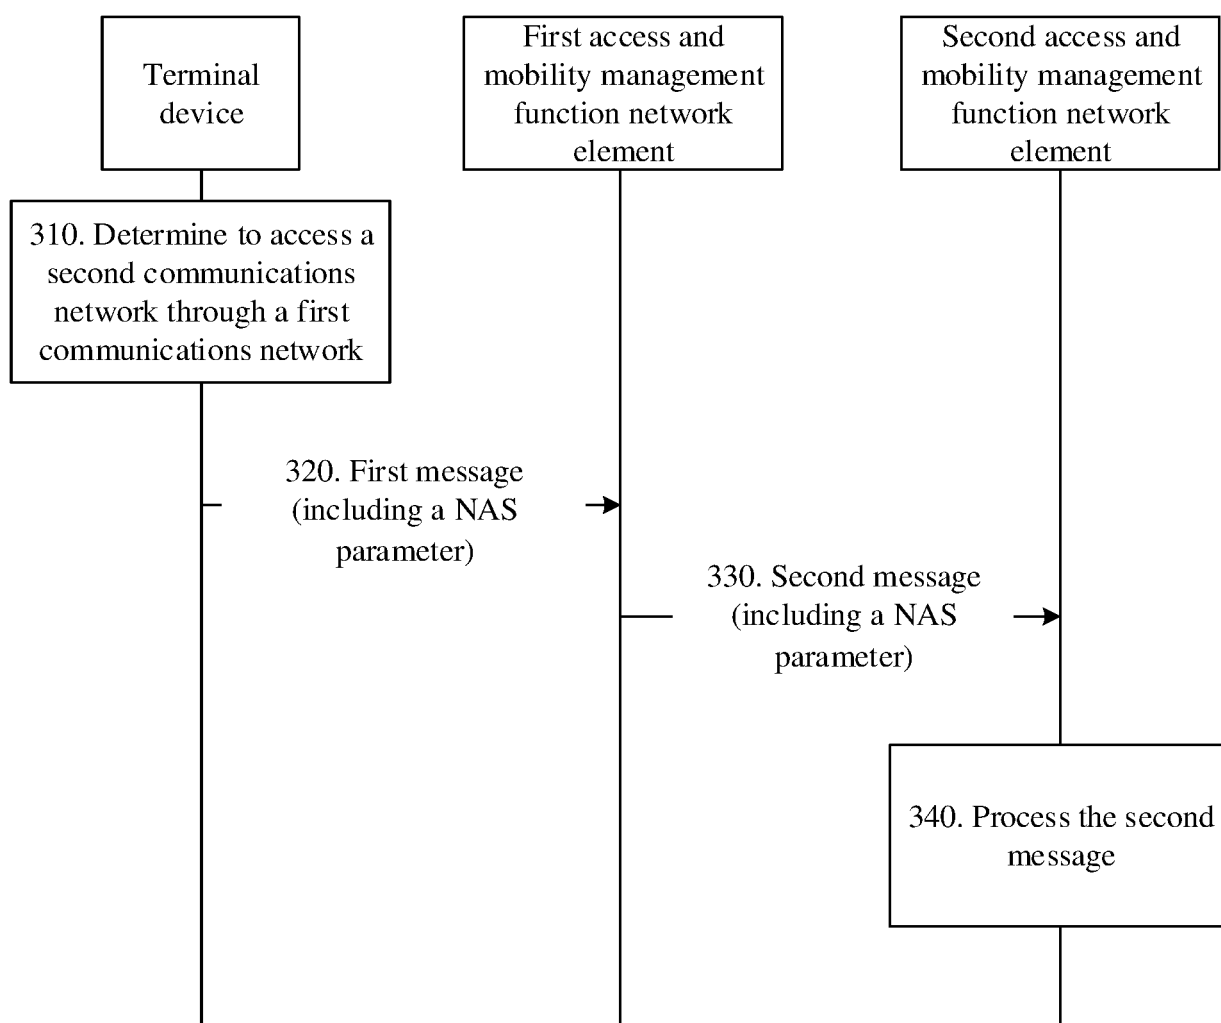 Terminal
device
First access and
mobility management
function network
element
Second access and
mobility management
function network
element
310. Determine to access a
second communications
network through a first
communications network
320. First message
(including a NAS
parameter)
330. Second message
(including a NAS
parameter)
340. Process the second
message